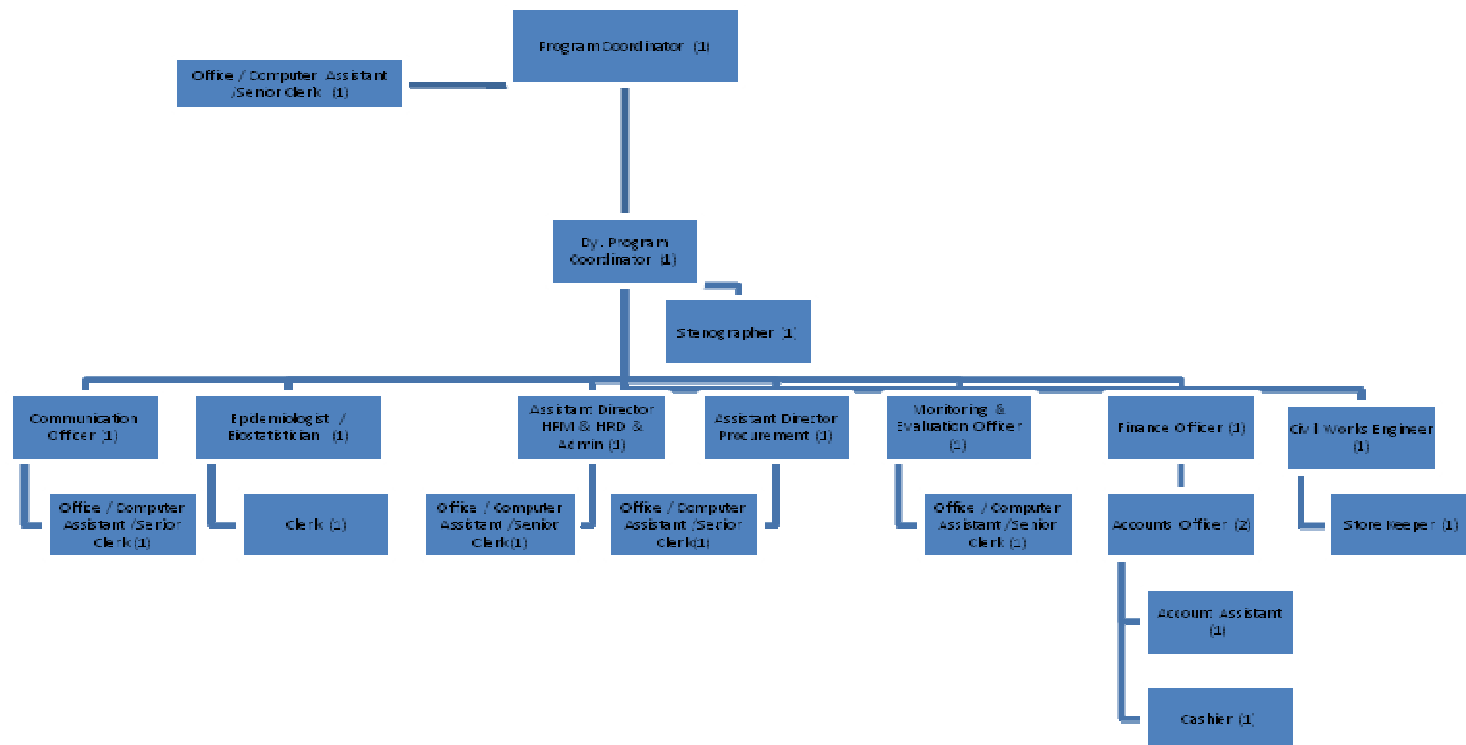 Program Coordinator (1)
Office / Computer Assistant
/Senior Clerk (1)
Dy. Program
Coordinator (1)
Stenographer (1)
Communication
Officer (1)
Epidemiologist /
Biostatistician (1)
Assistant Director
HRM & HRD &
Admin (1)
Assistant Director
Procurement (1)
Monitoring &
Evaluation Officer
(1)
Finance Officer (1)
Civil Works Engineer
(1)
Office / Computer
Assistant /Senior
Clerk (1)
Clerk (1)
Office / Computer
Assistant /Senior
Clerk(1)
Office / Computer
Assistant /Senior
Clerk(1)
Office / Computer
Assistant /Senior
Clerk (1)
Accounts Officer (2)
Store Keeper (1)
Account Assistant
(1)
Cashier (1)